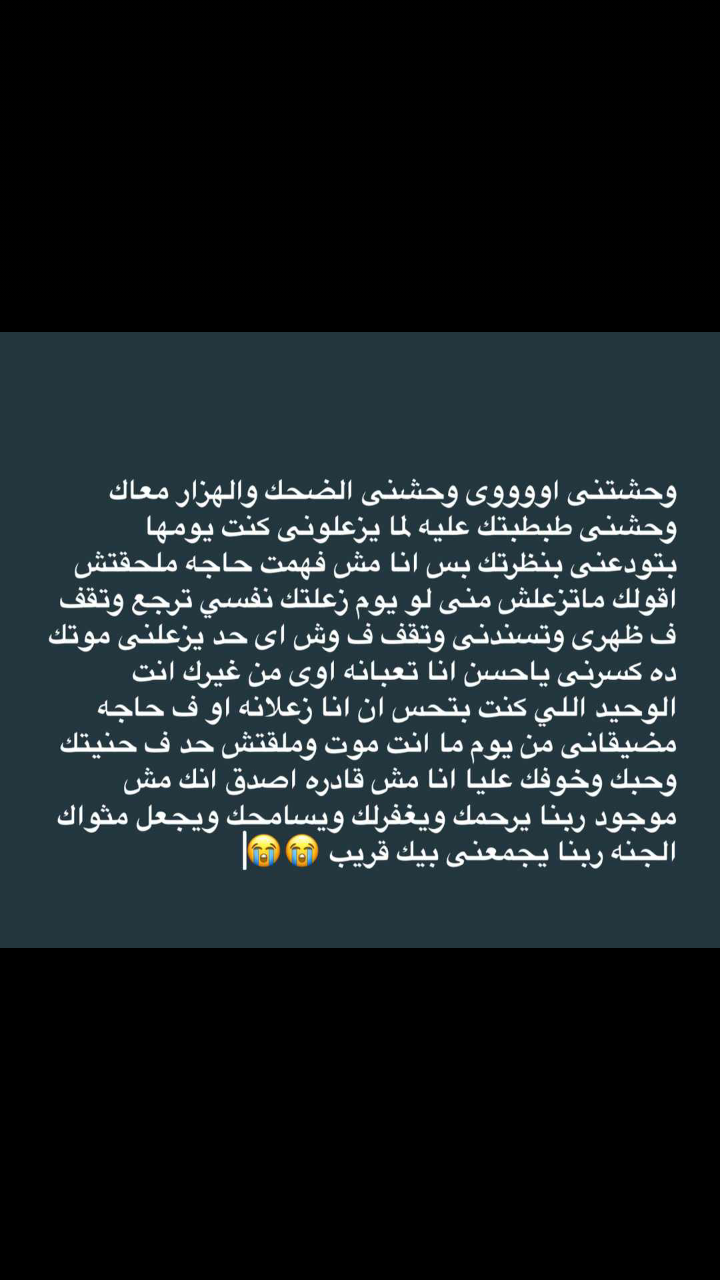 وحشتنى اووووى وحشنى الضحك والهزار معاك
وحشنى طبطبتك عليه لما يزعلونى كنت يومها
بتودعنى بنظرتك بس انا مش فهمت حاجه ملحقتش
اقولك ماتزعلش منى لو يوم زعلتك نفسي ترجع وتقف
ف ظهرى وتسندنى وتقف ف وش اى حد يزعلنى موتك
ده كسرنى ياحسن انا تعبانه اوى من غيرك انت
الوحيد اللي كنت بتحس ان انا زعلانه او ف حاجه
مضيقانى من يوم ما انت موت وملقتش حد ف حنيتك
وحبك وخوفك عليا انا مش قادره اصدق انك مش
موجود ربنا يرحمك ويغفرلك ويسامحك ويجعل مثواك
الجنه ربنا يجمعنى بيك قريب 😭😭